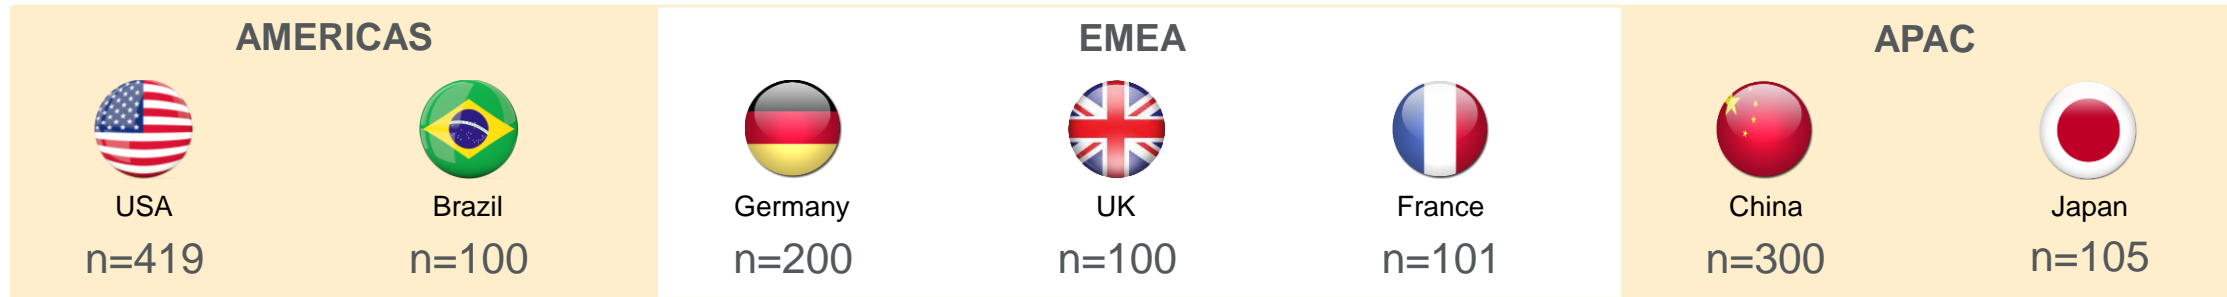 AMERICAS
EMEA
APAC
USA
Brazil
Germany
UK
France
China
Japan
n=419
n=100
n=200
n=100
n=101
n=300
n=105